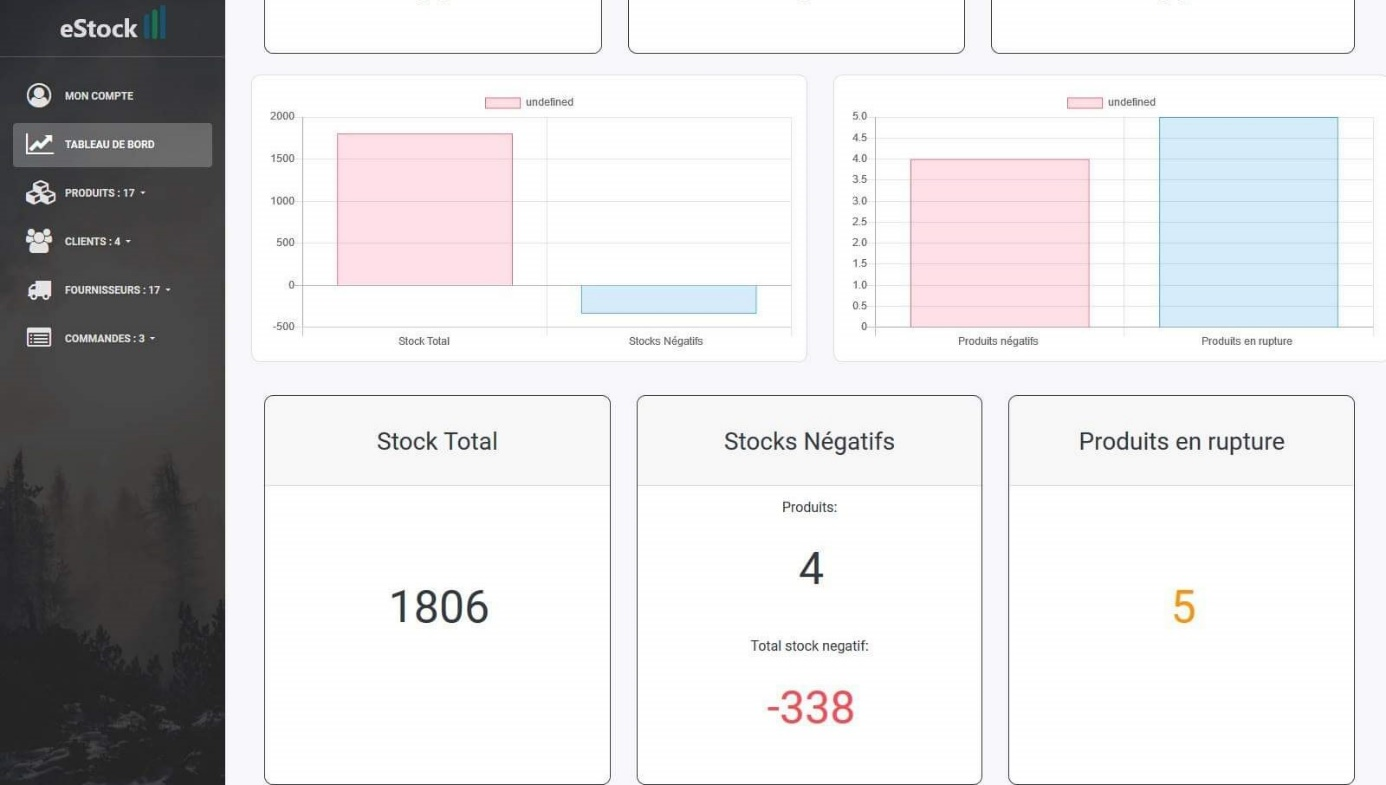 eStock
MON COMPTE
TABLEAU DE BORD
PRODUITS : 17
CLIENTS : 4
FOURNISSEURS : 17
COMMANDES : 3
undefined
2000
1500
1000
500
0
-500
Stock Total
Stocks Négatifs
undefined
5.0
4.5
4.0
3.5
3.0
2.5
2.0
1.5
1.0
0.5
0
Produits négatifs
Produits en rupture
Stock Total
1806
Stocks Négatifs
Produits:
4
Total stock negatif:
-338
Produits en rupture
5